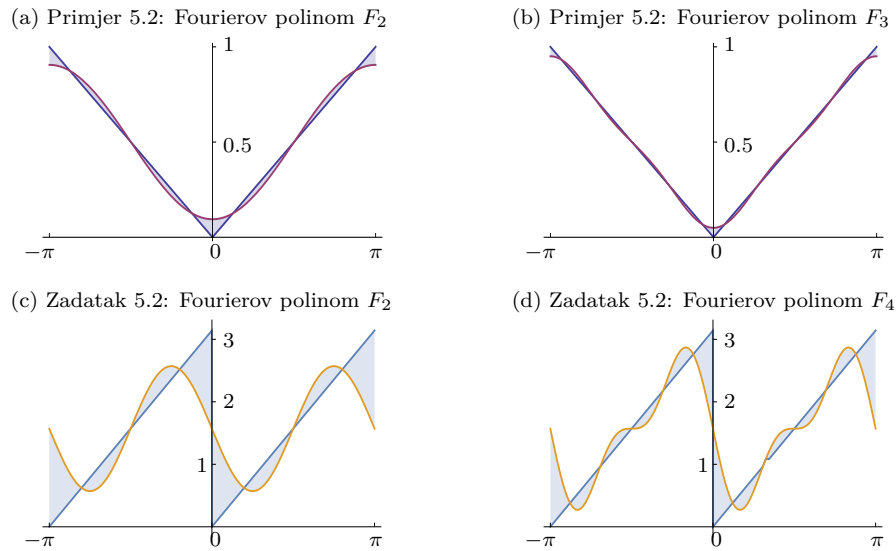 (a) Primjer 5.2: Fourierov polinom F₂
1
0.5
−π
0
π
(b) Primjer 5.2: Fourierov polinom F₃
1
0.5
−π
0
π
(c) Zadatak 5.2: Fourierov polinom F₂
3
2
1
−π
0
π
(d) Zadatak 5.2: Fourierov polinom F₄
3
2
1
−π
0
π